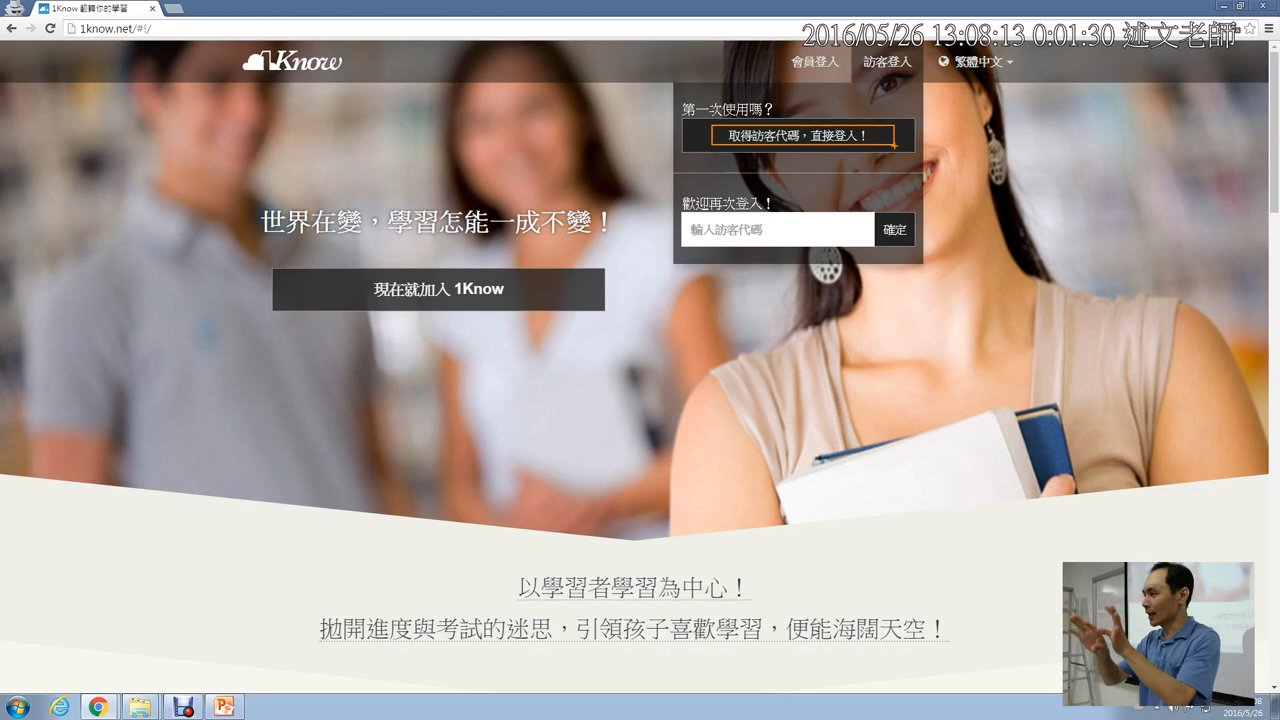 1Know 翻轉你的學習
1know.net/#!/
2016/05/26 13:08:13 0:01:30 述文老師
1Know
會員登入
訪客登入
繁體中文
第一次使用嗎？
取得訪客代碼，直接登入！
歡迎再次登入！
輸入訪客代碼
確定
世界在變，學習怎能一成不變！
現在就加入 1Know
以學習者學習為中心！
拋開進度與考試的迷思，引領孩子喜歡學習，便能海闊天空！
2016/5/26